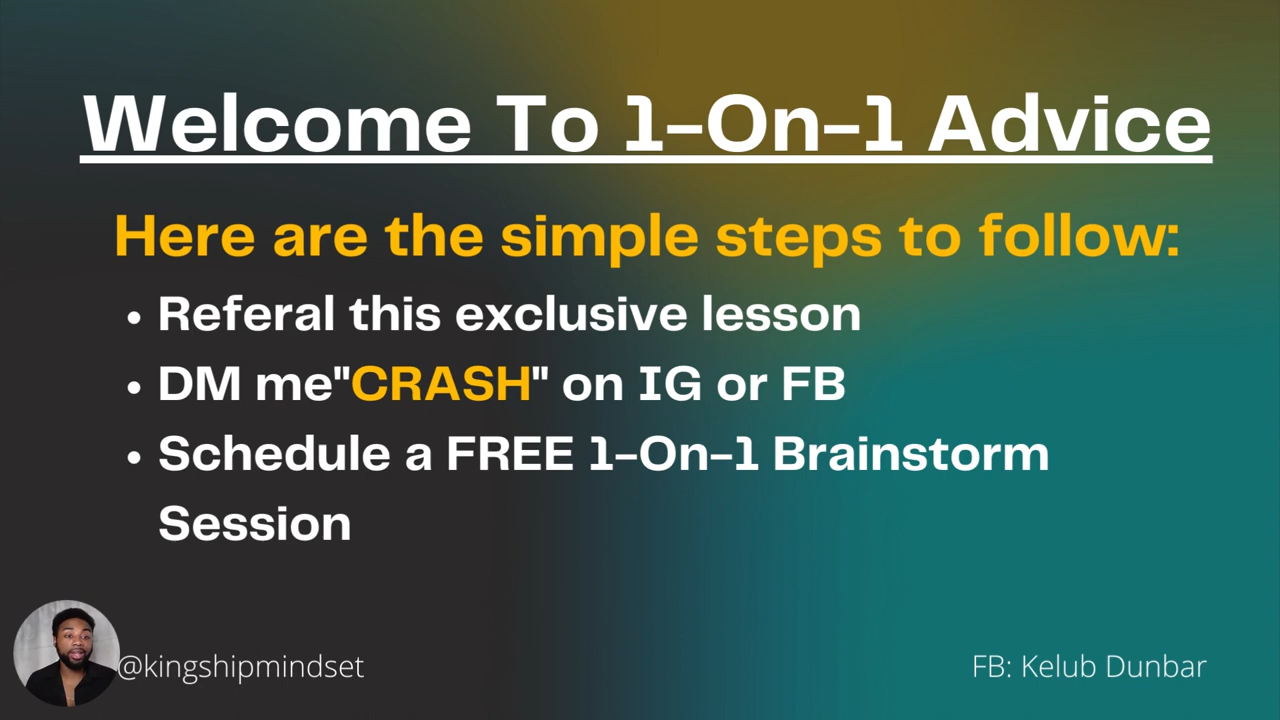 Welcome To 1-On-1 Advice
Here are the simple steps to follow:
• Referal this exclusive lesson
• DM me"CRASH" on IG or FB
• Schedule a FREE 1-On-1 Brainstorm
Session
@kingshipmindset
FB: Kelub Dunbar